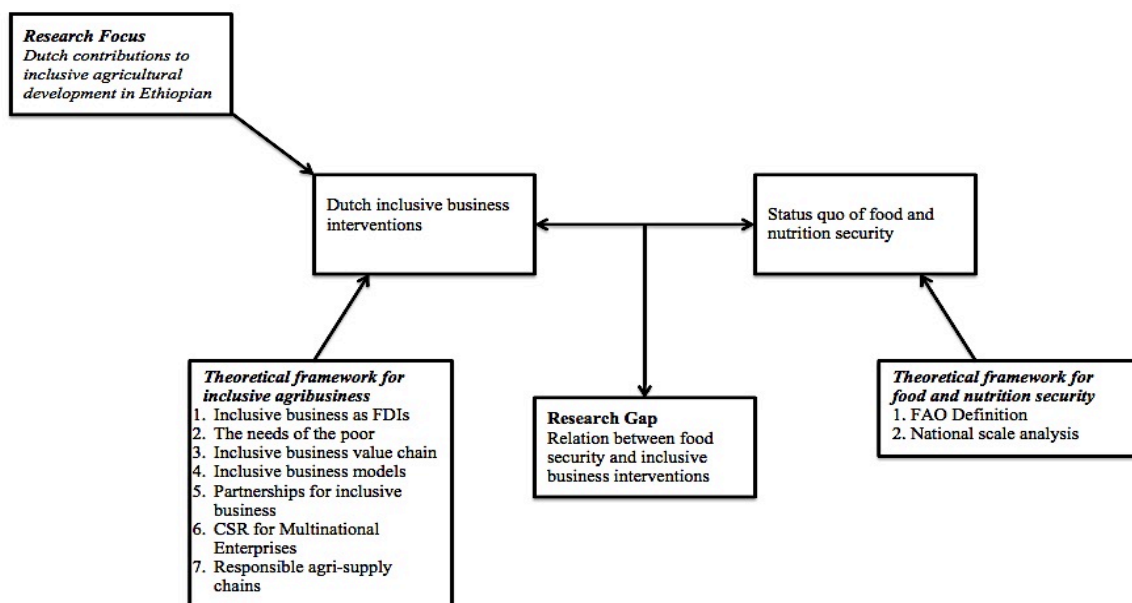 Research Focus
Dutch contributions to
inclusive agricultural
development in Ethiopian
Dutch inclusive business
interventions
Status quo of food and
nutrition security
Theoretical framework for
inclusive agribusiness
1. Inclusive business as FDIs
2. The needs of the poor
3. Inclusive business value chain
4. Inclusive business models
5. Partnerships for inclusive
business
6. CSR for Multinational
Enterprises
7. Responsible agri-supply
chains
Research Gap
Relation between food
security and inclusive
business interventions
Theoretical framework for
food and nutrition security
1. FAO Definition
2. National scale analysis